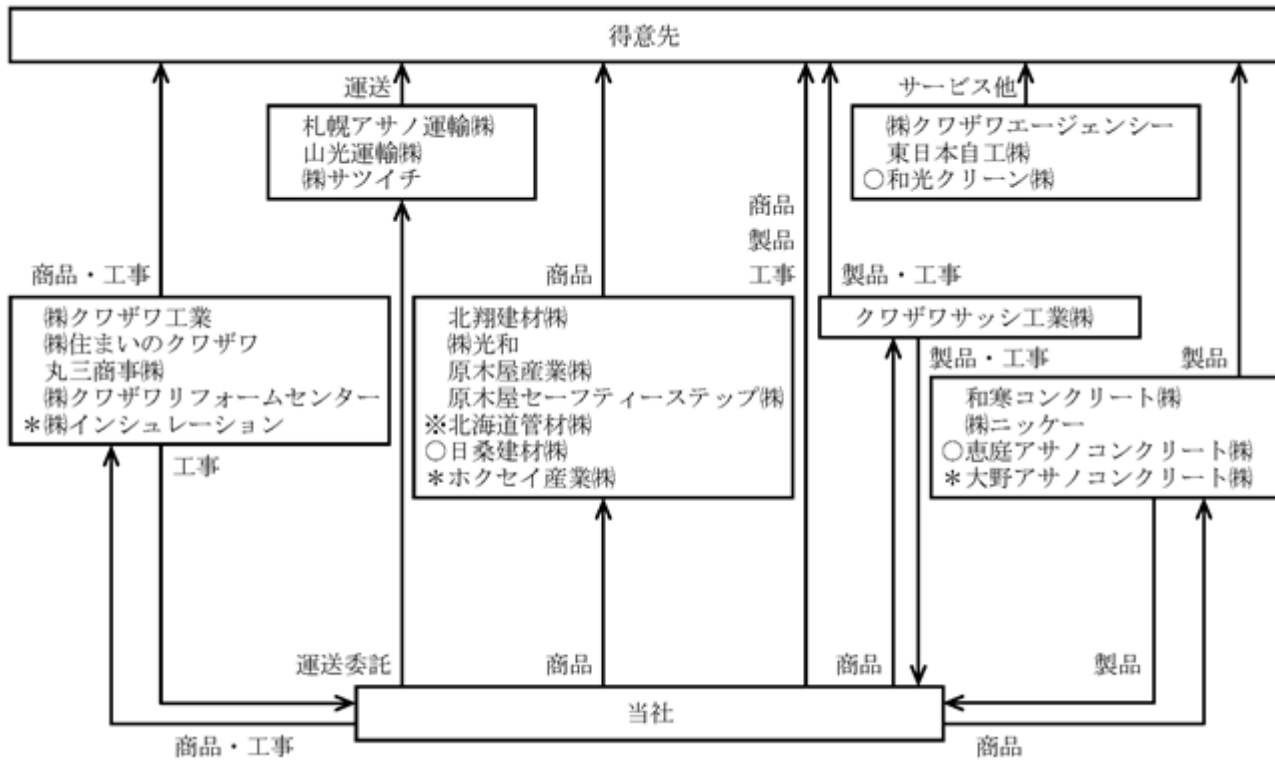 得意先
運送
サービス他
札幌アサノ運輸㈱
山光運輸㈱
㈱サツイチ
㈱クワザワエージェンシー
東日本自工㈱
○和光クリーン㈱
商品
製品
工事
商品・工事
商品
製品・工事
㈱クワザワ工業
㈱住まいのクワザワ
丸三商事㈱
㈱クワザワリフォームセンター
＊㈱インシュレーション
北翔建材㈱
㈱光和
原木屋産業㈱
原木屋セーフティーステップ㈱
※北海道管材㈱
○日桑建材㈱
＊ホクセイ産業㈱
クワザワサッシ工業㈱
製品・工事
製品
和寒コンクリート㈱
㈱ニッケー
○恵庭アサノコンクリート㈱
＊大野アサノコンクリート㈱
工事
運送委託
商品
商品
製品
当社
商品・工事
商品